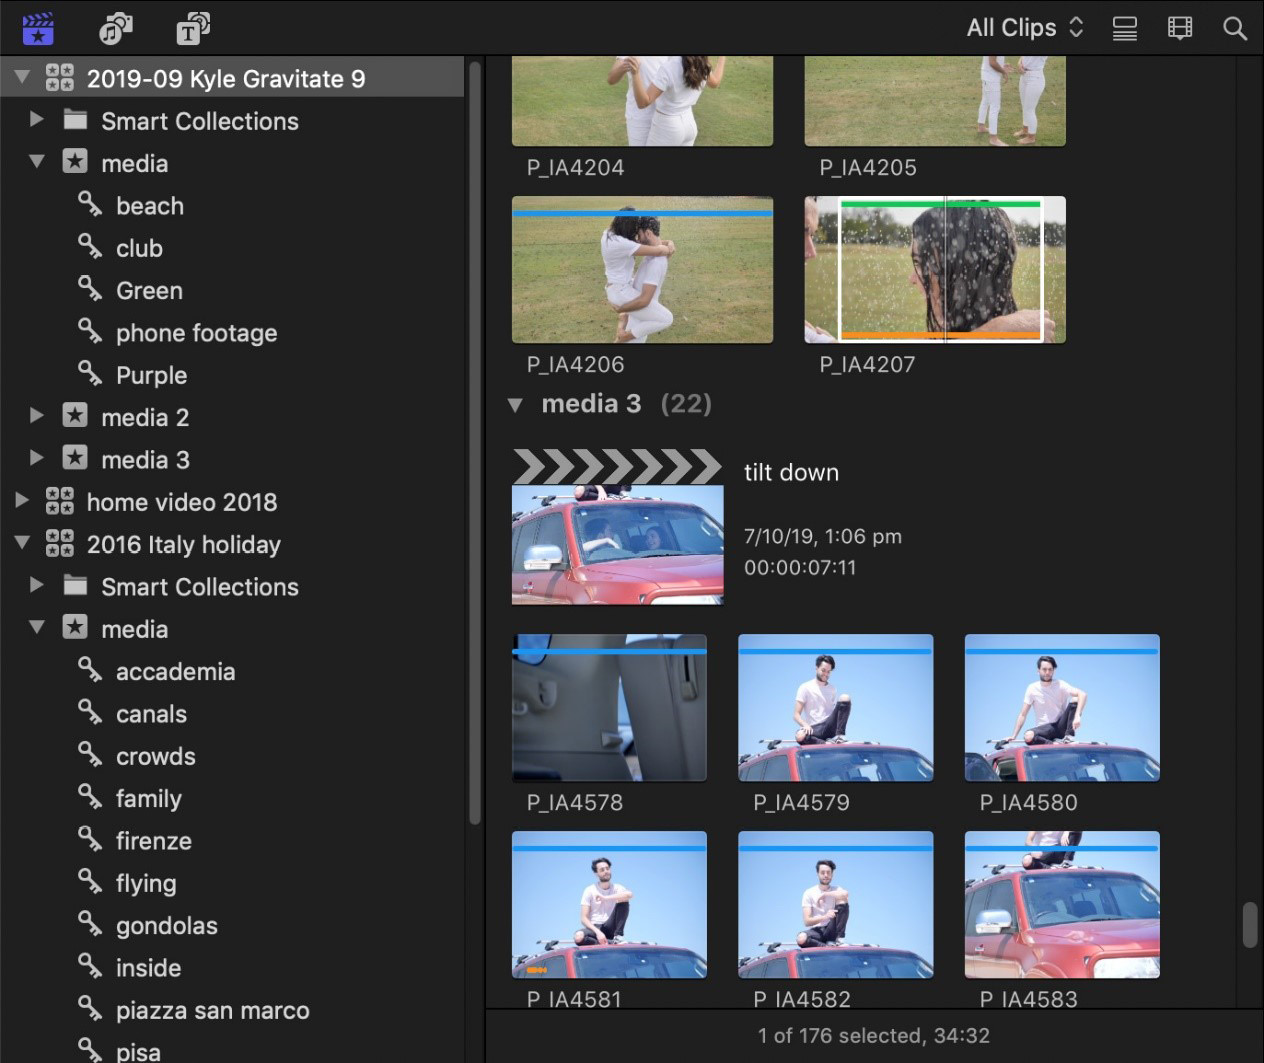 All Clips
2019-09 Kyle Gravitate 9
Smart Collections
media
beach
club
Green
phone footage
Purple
media 2
media 3
home video 2018
2016 Italy holiday
Smart Collections
media
accademia
canals
crowds
family
firenze
flying
gondolas
inside
piazza san marco
pisa
P_IA4204
P_IA4205
P_IA4206
P_IA4207
media 3 (22)
tilt down
7/10/19, 1:06 pm
00:00:07:11
P_IA4578
P_IA4579
P_IA4580
P_IA4581
P_IA4582
P_IA4583
1 of 176 selected, 34:32